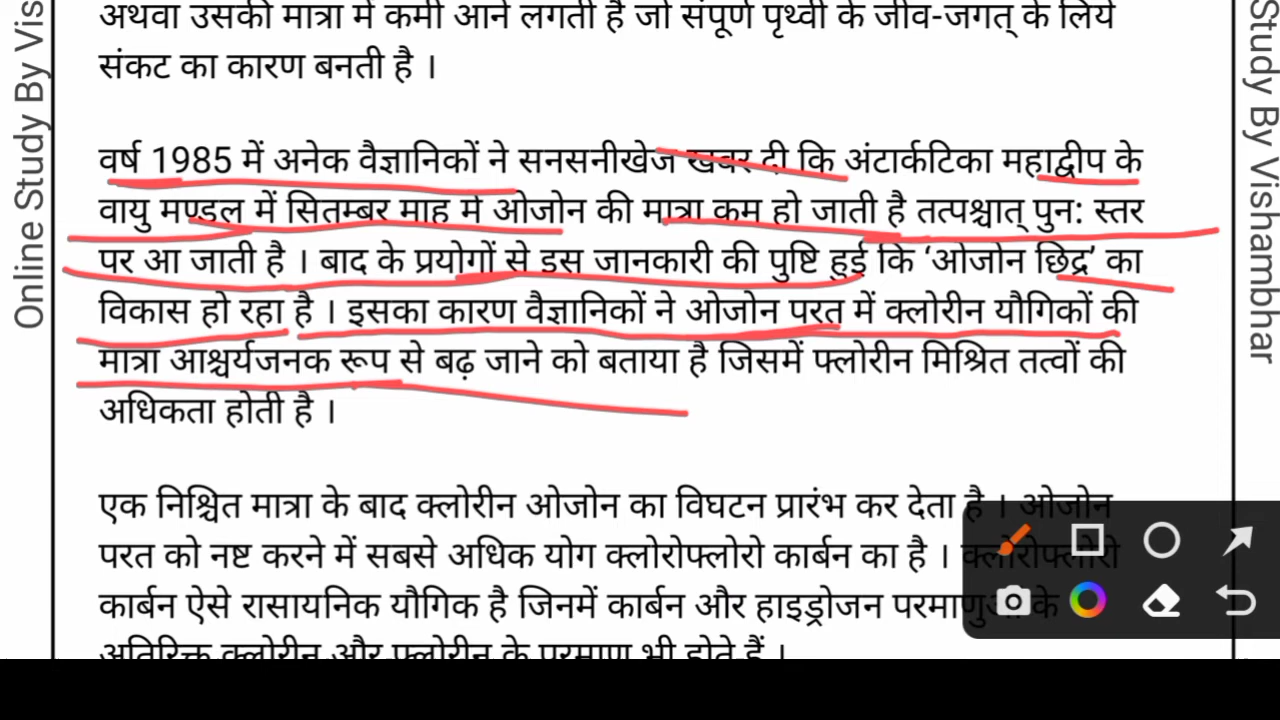 अथवा उसकी मात्रा में कमी आने लगती है जो संपूर्ण पृथ्वी के जीव-जगत् के लिये
संकट का कारण बनती है ।
वर्ष 1985 में अनेक वैज्ञानिकों ने सनसनीखेज खबर दी कि अंटार्कटिका महाद्वीप के
वायु मण्डल में सितम्बर माह में ओजोन की मात्रा कम हो जाती है तत्पश्चात् पुन: स्तर
पर आ जाती है । बाद के प्रयोगों से इस जानकारी की पुष्टि हुई कि ‘ओजोन छिद्र’ का
विकास हो रहा है । इसका कारण वैज्ञानिकों ने ओजोन परत में क्लोरीन यौगिकों की
मात्रा आश्चर्यजनक रूप से बढ़ जाने को बताया है जिसमें फ्लोरीन मिश्रित तत्वों की
अधिकता होती है ।
एक निश्चित मात्रा के बाद क्लोरीन ओजोन का विघटन प्रारंभ कर देता है । ओजोन
परत को नष्ट करने में सबसे अधिक योग क्लोरोफ्लोरो कार्बन का है । क्लोरोफ्लोरो
कार्बन ऐसे रासायनिक यौगिक है जिनमें कार्बन और हाइड्रोजन परमाणुओं के
अतिरिक्त क्लोरीन और फ्लोरीन के परमाणु भी होते हैं ।
Online Study By Vis
Study By Vishambhar